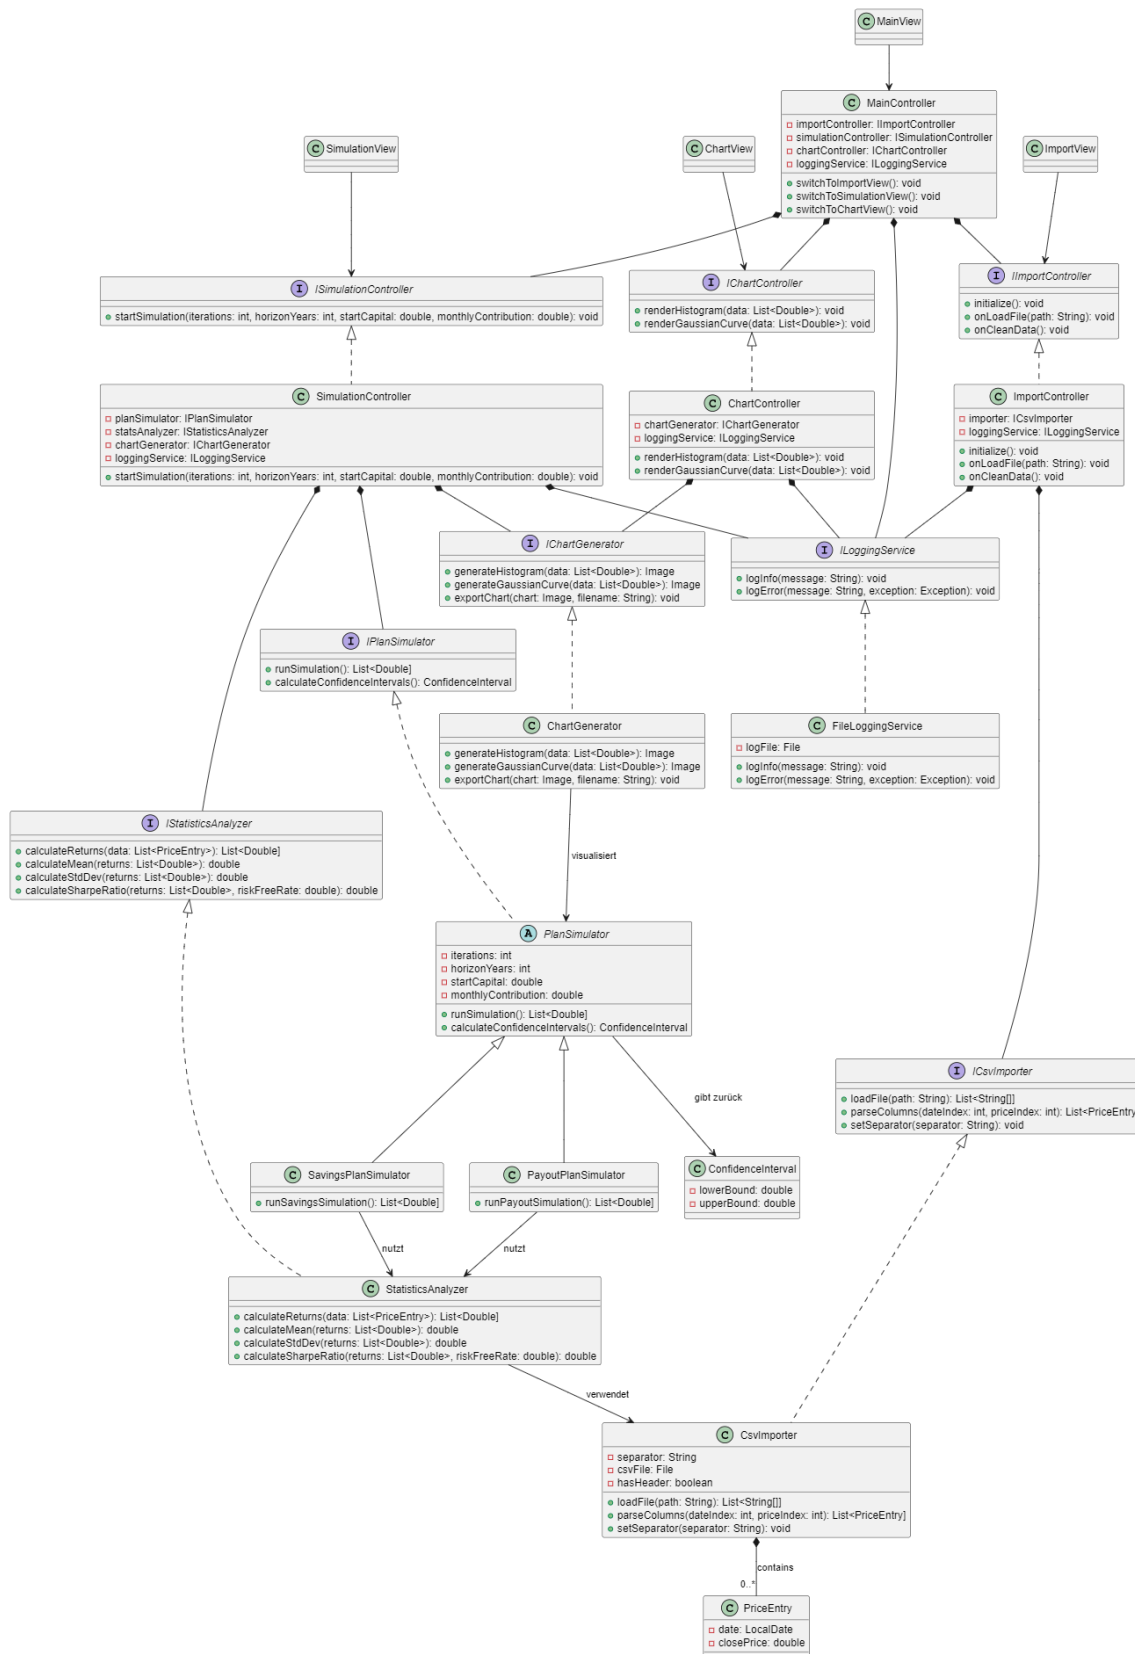 C MainView
C MainController
importController: IImportController
simulationController: ISimulationController
chartController: IChartController
loggingService: ILoggingService
switchToImportView(): void
switchToSimulationView(): void
switchToChartView(): void
C SimulationView
C ChartView
C ImportView
I ISimulationController
startSimulation(iterations: int, horizonYears: int, startCapital: double, monthlyContribution: double): void
I IChartController
renderHistogram(data: List<Double>): void
renderGaussianCurve(data: List<Double>): void
I IImportController
initialize(): void
onLoadFile(path: String): void
onCleanData(): void
C SimulationController
planSimulator: IPlanSimulator
statsAnalyzer: IStatisticsAnalyzer
chartGenerator: IChartGenerator
loggingService: ILoggingService
startSimulation(iterations: int, horizonYears: int, startCapital: double, monthlyContribution: double): void
C ChartController
chartGenerator: IChartGenerator
loggingService: ILoggingService
renderHistogram(data: List<Double>): void
renderGaussianCurve(data: List<Double>): void
C ImportController
importer: ICsvImporter
loggingService: ILoggingService
initialize(): void
onLoadFile(path: String): void
onCleanData(): void
I IChartGenerator
generateHistogram(data: List<Double>): Image
generateGaussianCurve(data: List<Double>): Image
exportChart(chart: Image, filename: String): void
I ILoggingService
logInfo(message: String): void
logError(message: String, exception: Exception): void
I IPlanSimulator
runSimulation(): List<Double]
calculateConfidenceIntervals(): ConfidenceInterval
C ChartGenerator
generateHistogram(data: List<Double>): Image
generateGaussianCurve(data: List<Double>): Image
exportChart(chart: Image, filename: String): void
C FileLoggingService
logFile: File
logInfo(message: String): void
logError(message: String, exception: Exception): void
I IStatisticsAnalyzer
calculateReturns(data: List<PriceEntry>): List<Double]
calculateMean(returns: List<Double>): double
calculateStdDev(returns: List<Double>): double
calculateSharpeRatio(returns: List<Double>, riskFreeRate: double): double
visualisiert
A PlanSimulator
iterations: int
horizonYears: int
startCapital: double
monthlyContribution: double
runSimulation(): List<Double]
calculateConfidenceIntervals(): ConfidenceInterval
I ICsvImporter
loadFile(path: String): List<String[]]
parseColumns(dateIndex: int, priceIndex: int): List<PriceEntry
setSeparator(separator: String): void
gibt zurück
C SavingsPlanSimulator
runSavingsSimulation(): List<Double]
C PayoutPlanSimulator
runPayoutSimulation(): List<Double]
C ConfidenceInterval
lowerBound: double
upperBound: double
nutzt
nutzt
C StatisticsAnalyzer
calculateReturns(data: List<PriceEntry>): List<Double]
calculateMean(returns: List<Double>): double
calculateStdDev(returns: List<Double>): double
calculateSharpeRatio(returns: List<Double>, riskFreeRate: double): double
verwendet
C CsvImporter
separator: String
csvFile: File
hasHeader: boolean
loadFile(path: String): List<String[]]
parseColumns(dateIndex: int, priceIndex: int): List<PriceEntry]
setSeparator(separator: String): void
contains
0..*
C PriceEntry
date: LocalDate
closePrice: double